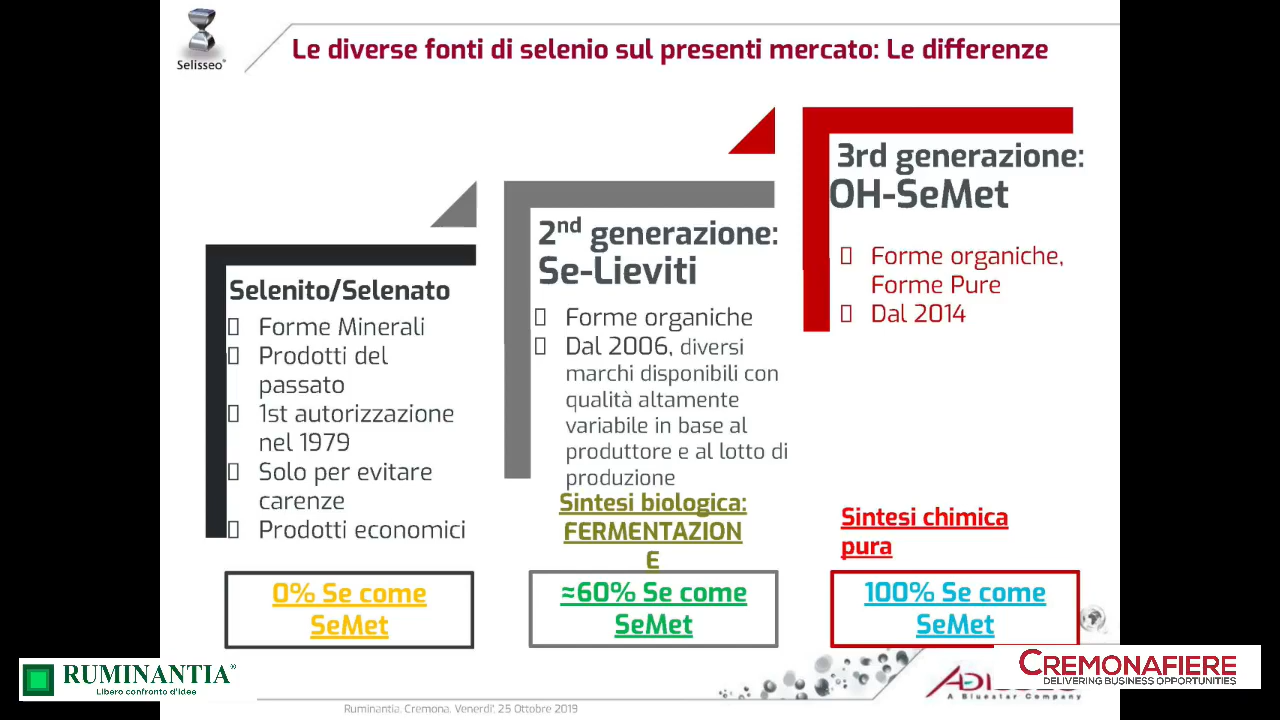 Selisseo®
Le diverse fonti di selenio sul presenti mercato: Le differenze
Selenito/Selenato
Forme Minerali
Prodotti del
passato
1st autorizzazione
nel 1979
Solo per evitare
carenze
Prodotti economici
0% Se come
SeMet
2nd generazione:
Se-Lieviti
Forme organiche
Dal 2006, diversi
marchi disponibili con
qualità altamente
variabile in base al
produttore e al lotto di
produzione
Sintesi biologica:
FERMENTAZION
E
≈60% Se come
SeMet
3rd generazione:
OH-SeMet
Forme organiche,
Forme Pure
Dal 2014
Sintesi chimica
pura
100% Se come
SeMet
RUMINANTIA®
Libero confronto d'idee
CREMONAFIERE
DELIVERING BUSINESS OPPORTUNITIES
A Bluestar Company
Ruminantia. Cremona. Venerdi'. 25 Ottobre 2019